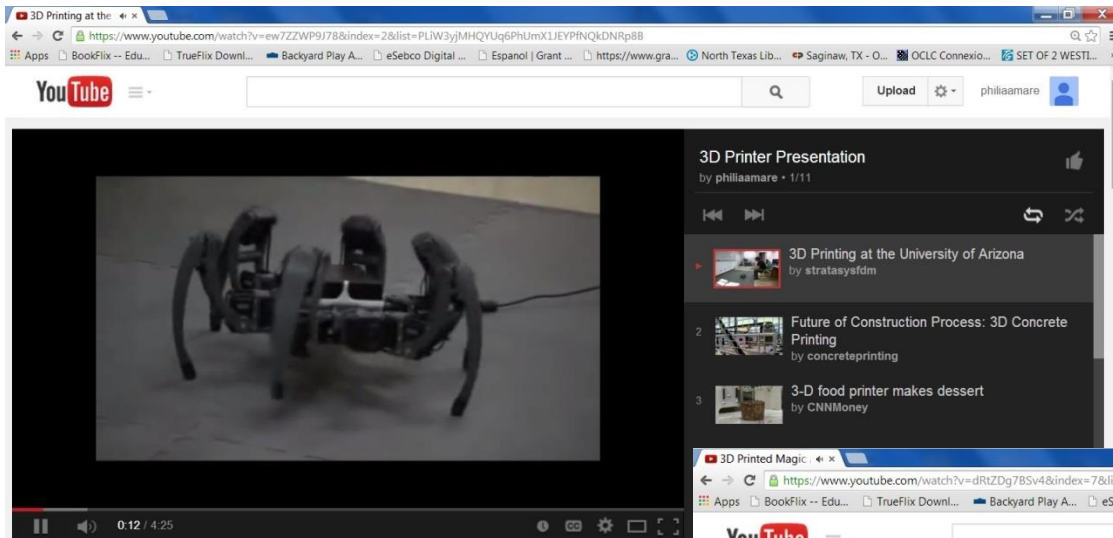 3D Printing at the
https://www.youtube.com/watch?v=ew7ZZWP9J78&index=2&list=PLiW3yjMHQYUq6PhUmX1JEYPfNQkDNRp8B
Apps BookFlix -- Edu... TrueFlix Downl... Backyard Play A... eSebco Digital ... Espanol | Grant ... https://www.gra... North Texas Lib... Saginaw, TX - O... OCLC Connexio... SET OF 2 WESTI...
YouTube Upload philiaamare
3D Printer Presentation
by philiaamare • 1/11
3D Printing at the University of Arizona
by stratasysfdm
2 Future of Construction Process: 3D Concrete
Printing
by concreteprinting
3 3-D food printer makes dessert
by CNNMoney
0:12 / 4:25 CC
3D Printed Magic
https://www.youtube.com/watch?v=dRtZDg7BSv4&index=7&li
Apps BookFlix -- Edu... TrueFlix Downl... Backyard Play A... eS
YouTube